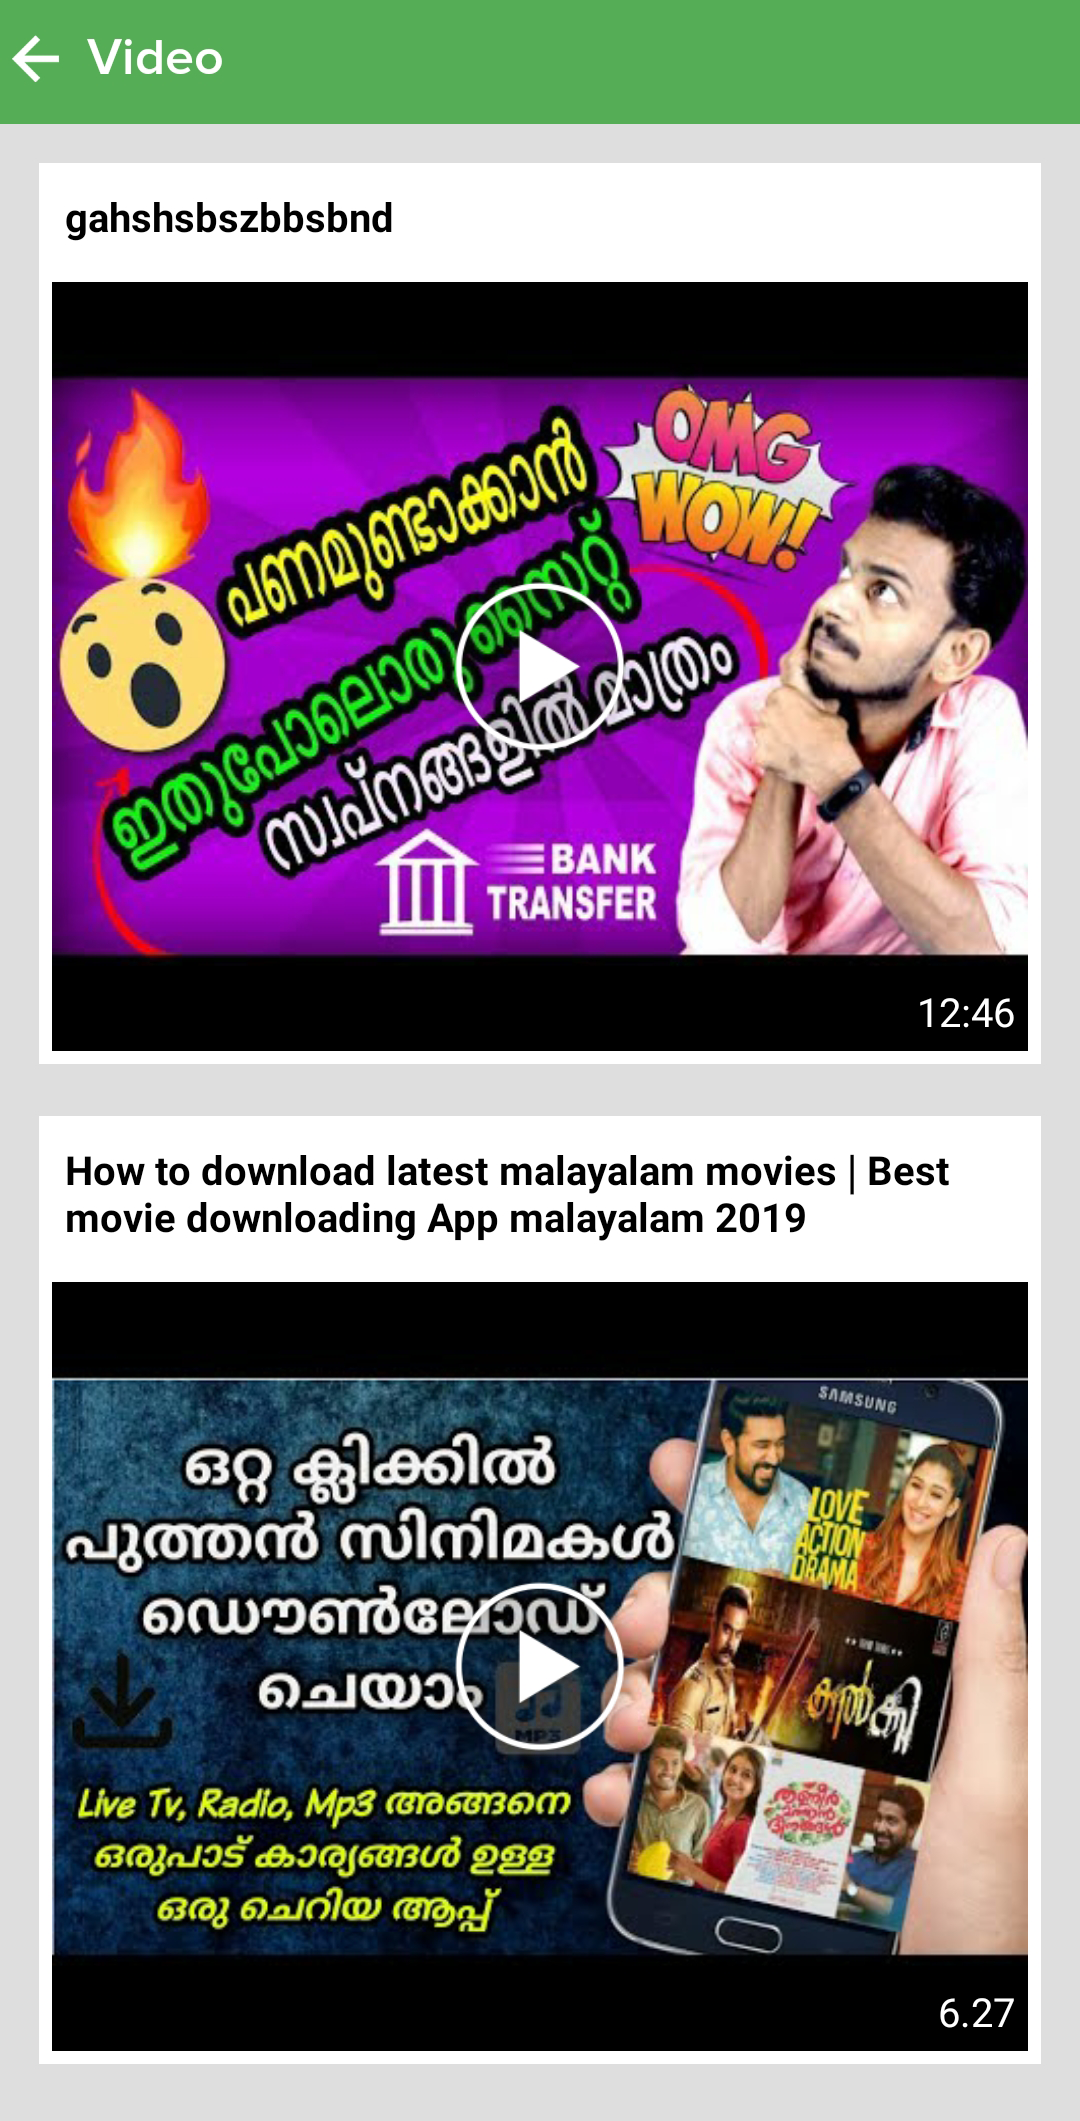 Video
gahshsbszbbsbnd
OMG
WOW!
പണമുണ്ടാക്കാൻ
ഇതുപോലൊരു സൈറ്റ്
സ്വപ്നങ്ങളിൽ മാത്രം
BANK
TRANSFER
12:46
How to download latest malayalam movies | Best
movie downloading App malayalam 2019
SAMSUNG
ഒറ്റ ക്ലിക്കിൽ
പുത്തൻ സിനിമകൾ
ഡൌൺലോഡ്
ചെയാം
LOVE
ACTION
DRAMA
കൽക്കി
MP3
Live Tv, Radio, Mp3 അങ്ങനെ
ഒരുപാട് കാര്യങ്ങൾ ഉള്ള
ഒരു ചെറിയ ആപ്പ്
6.27